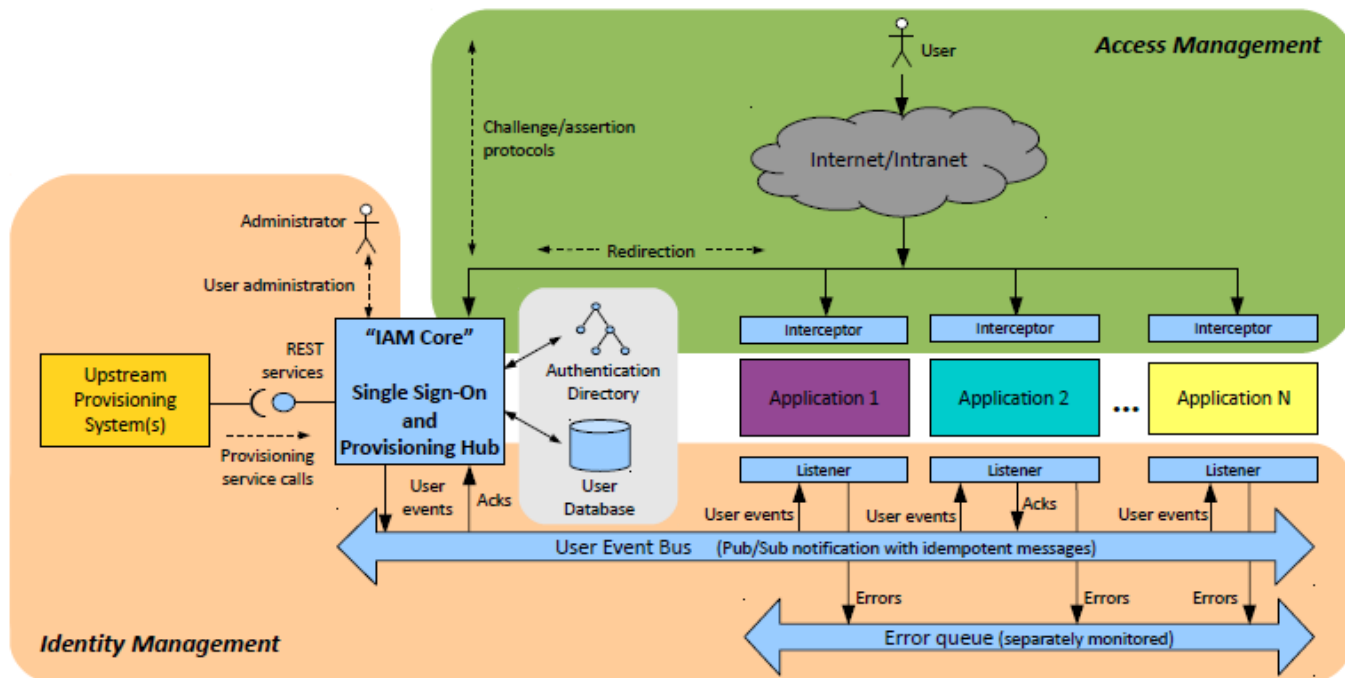 Access Management
User
Challenge/assertion
protocols
Internet/Intranet
Administrator
Redirection
User administration
Interceptor
Interceptor
Interceptor
“IAM Core”
Single Sign-On
and
Provisioning Hub
REST
services
Upstream
Provisioning
System(s)
Authentication
Directory
Application 1
Application 2
...
Application N
Provisioning
service calls
User
Database
Listener
Listener
Listener
User
events
Acks
User events
User events
Acks
User events
User Event Bus (Pub/Sub notification with idempotent messages)
Errors
Errors
Errors
Identity Management
Error queue (separately monitored)